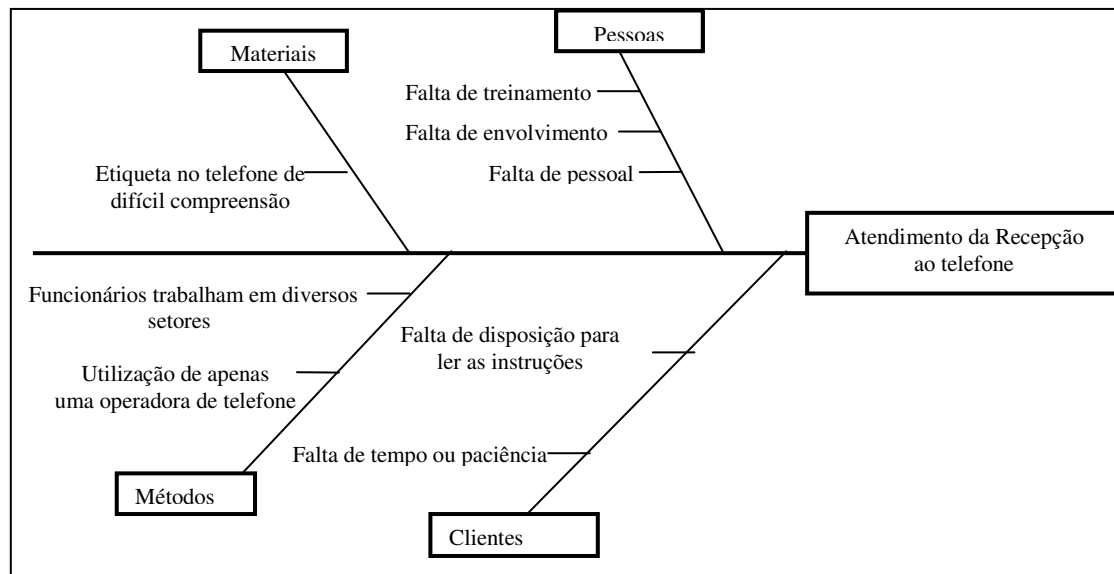 Materiais
Pessoas
Falta de treinamento
Falta de envolvimento
Falta de pessoal
Etiqueta no telefone de
difícil compreensão
Atendimento da Recepção
ao telefone
Funcionários trabalham em diversos
setores
Utilização de apenas
uma operadora de telefone
Métodos
Falta de disposição para
ler as instruções
Falta de tempo ou paciência
Clientes